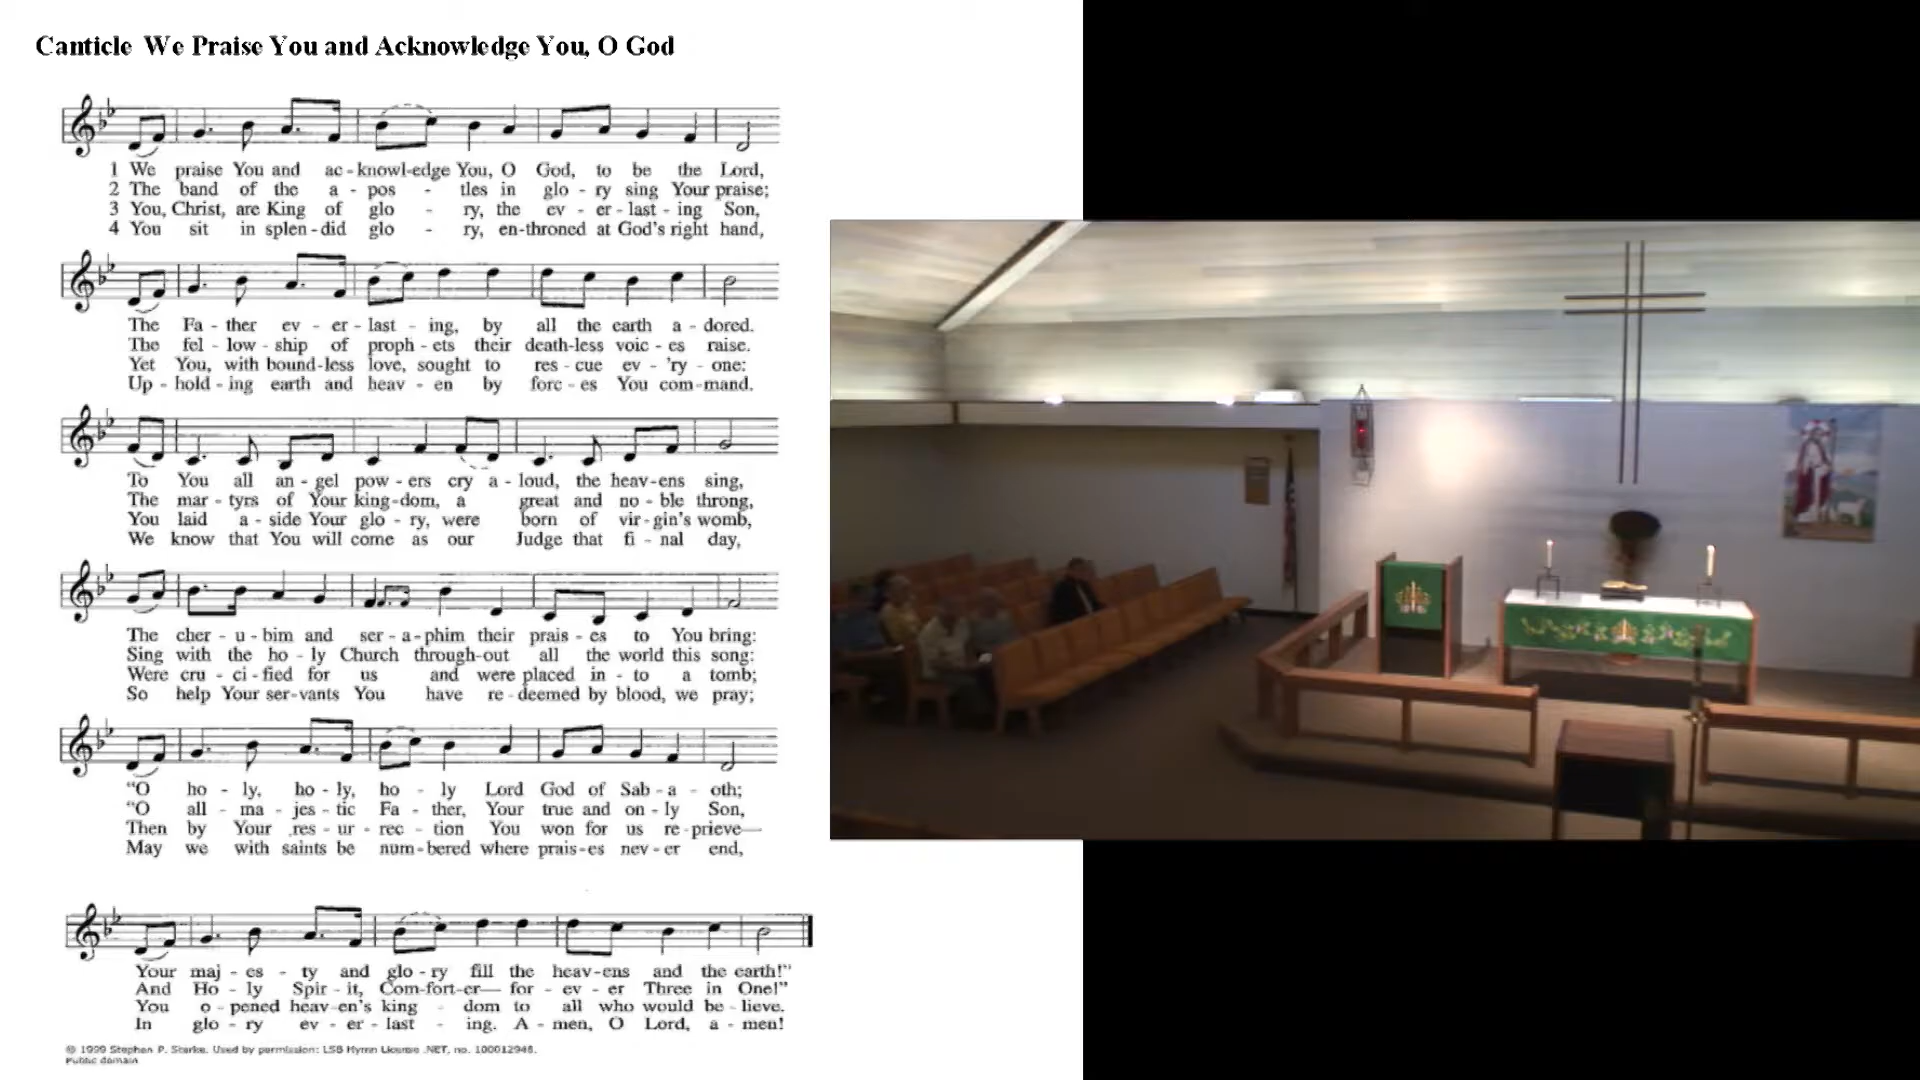 Canticle We Praise You and Acknowledge You, O God
1 We praise You and ac - knowl-edge You, O God, to be the Lord,
2 The band of the a - pos - tles in glo - ry sing Your praise;
3 You, Christ, are King of glo - ry, the ev - er - last - ing Son,
4 You sit in splen - did glo - ry, en-throned at God's right hand,
The Fa - ther ev - er - last - ing, by all the earth a - dored.
The fel - low - ship of proph - ets their death-less voic - es raise.
Yet You, with bound-less love, sought to res - cue ev - 'ry - one:
Up - hold - ing earth and heav - en by forc - es You com - mand.
To You all an - gel pow - ers cry a - loud, the heav-ens sing,
The mar - tyrs of Your king-dom, a great and no - ble throng,
You laid a - side Your glo - ry, were born of vir - gin's womb,
We know that You will come as our Judge that fi - nal day,
The cher - u - bim and ser - a - phim their prais - es to You bring:
Sing with the ho - ly Church through-out all the world this song:
Were cru - ci - fied for us and were placed in - to a tomb;
So help Your ser-vants You have re - deemed by blood, we pray;
“O ho - ly, ho - ly, ho - ly Lord God of Sab - a - oth;
“O all - ma - jes - tic Fa - ther, Your true and on - ly Son,
Then by Your res - ur - rec - tion You won for us re - prieve—
May we with saints be num - bered where prais - es nev - er end,
Your maj - es - ty and glo - ry fill the heav-ens and the earth!”
And Ho - ly Spir - it, Com-fort-er— for - ev - er Three in One!”
You o - pened heav-en's king - dom to all who would be - lieve.
In glo - ry ev - er - last - ing. A - men, O Lord, a - men!
© 1999 Stephen P. Starke. Used by permission: LSB Hymn License .NET, no. 100012948.
Public domain